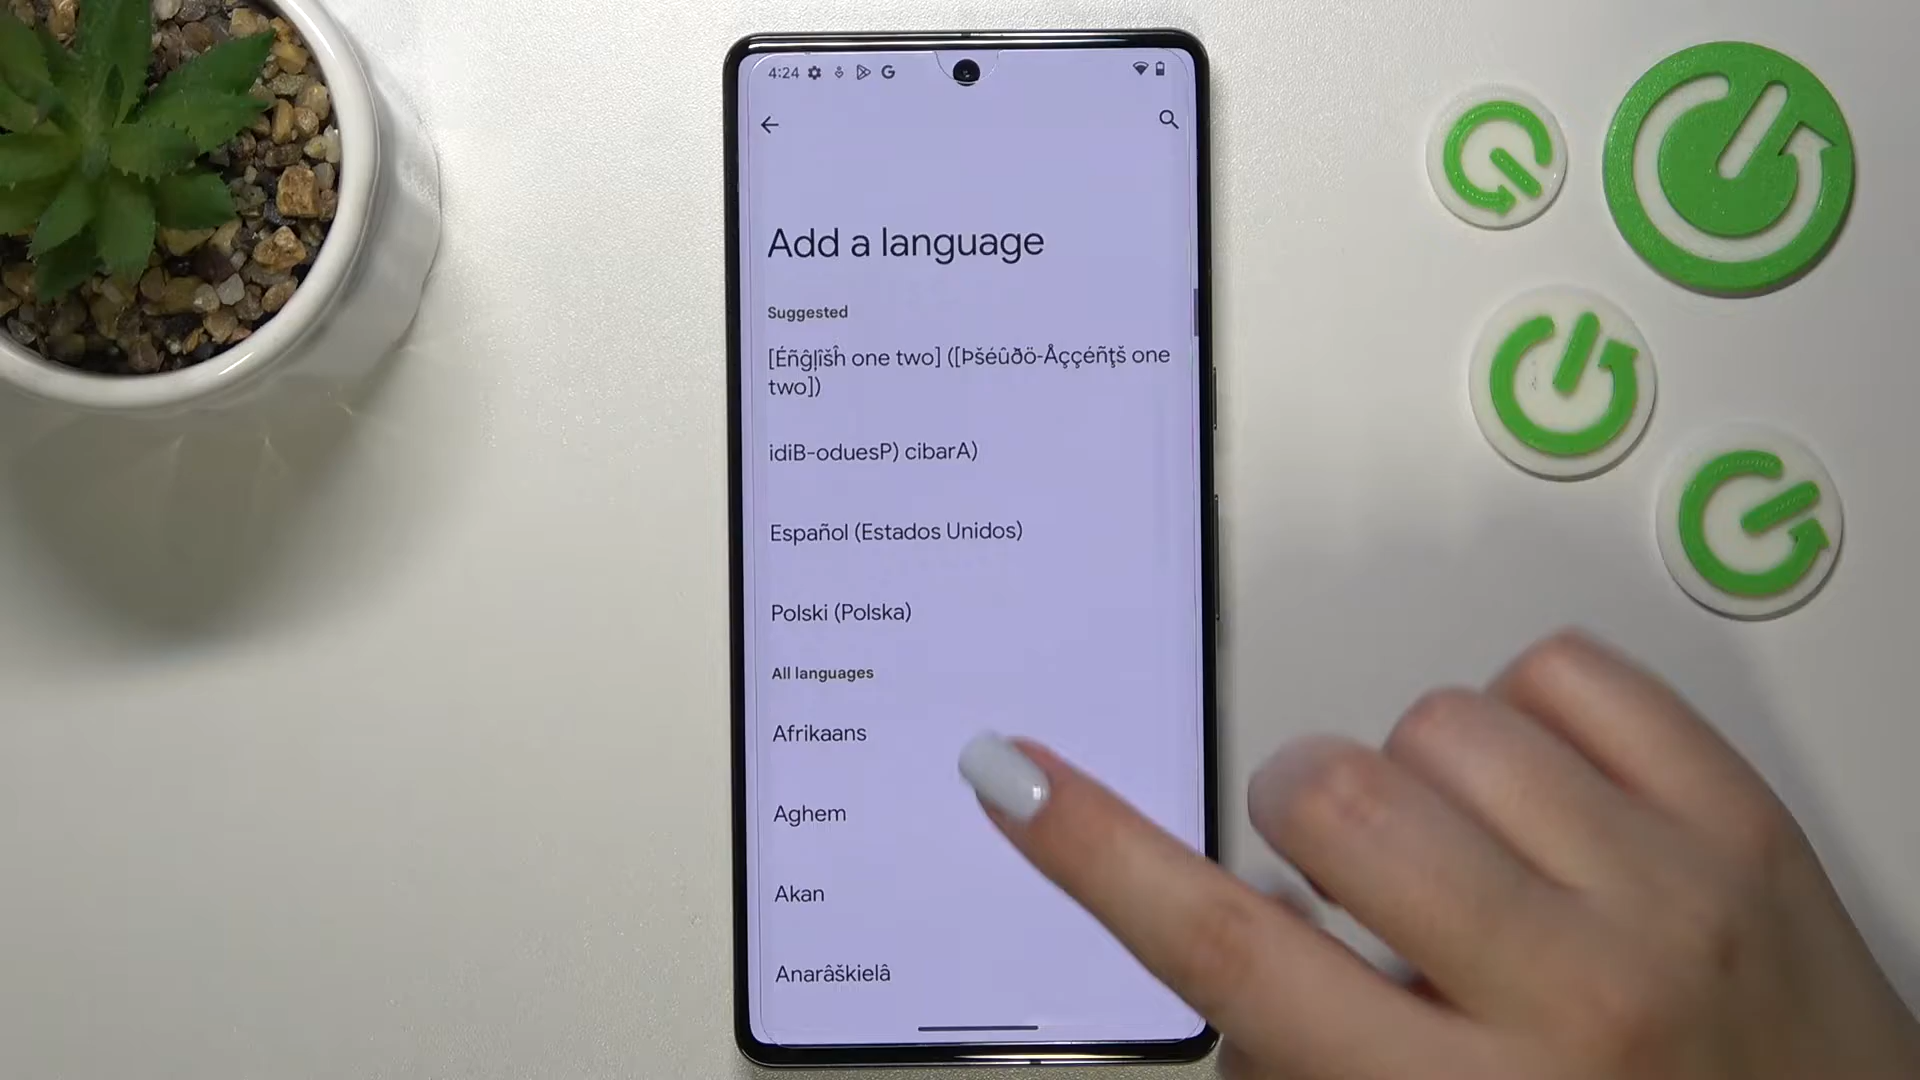 4:24
Add a language
Suggested
[Éñĝļîšĥ one two] ([Þšéûðö-Åççéñţš one
two])
idiB-oduesP) cibarA)
Español (Estados Unidos)
Polski (Polska)
All languages
Afrikaans
Aghem
Akan
Anarâškielâ